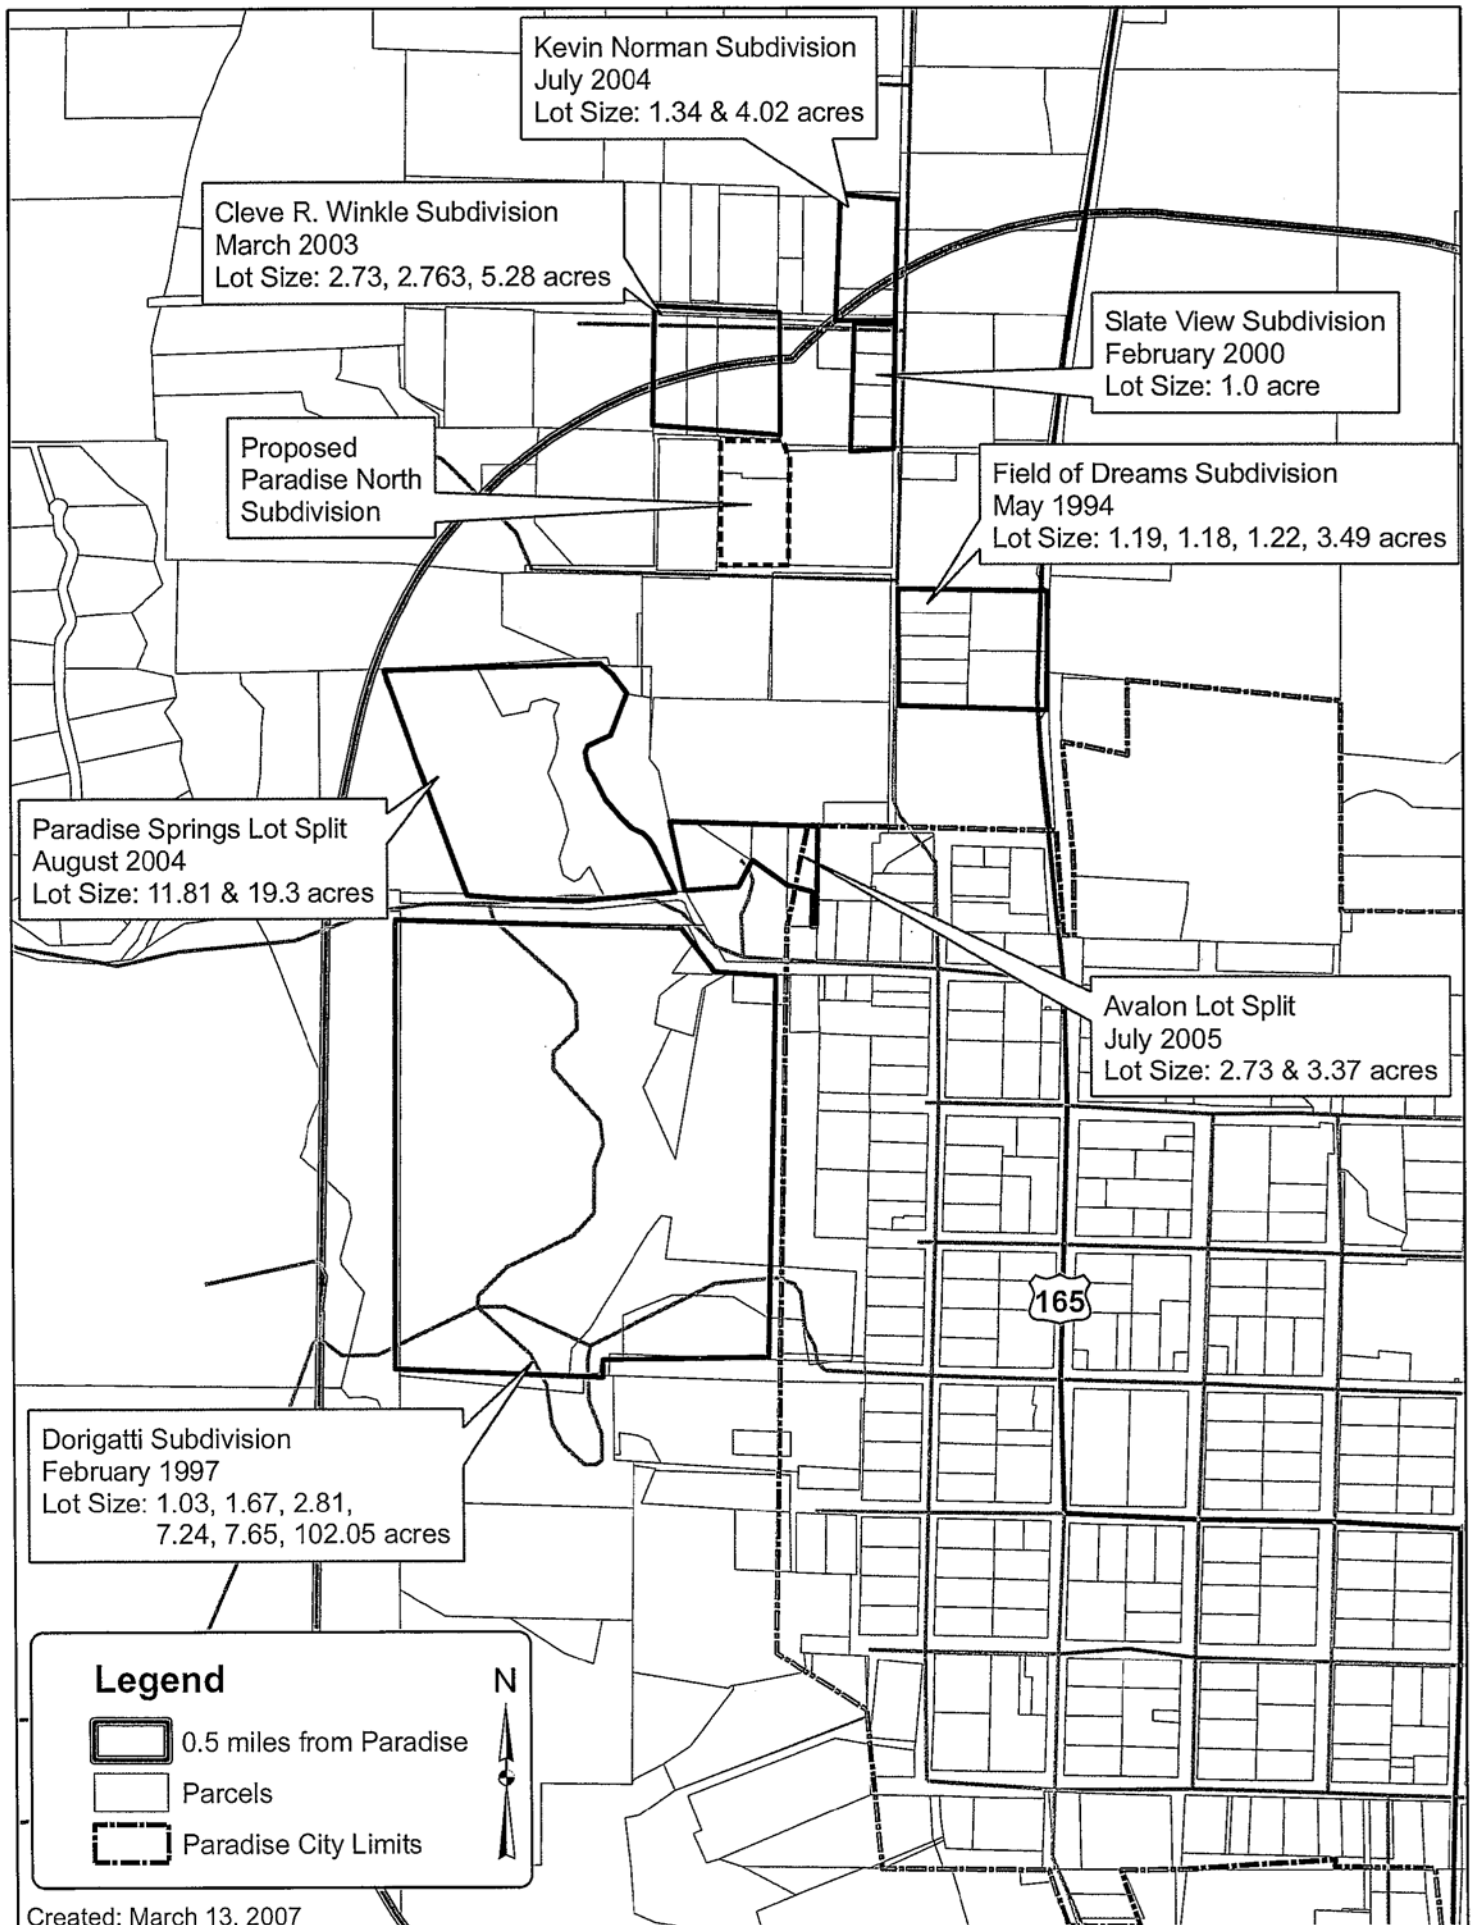 Kevin Norman Subdivision
July 2004
Lot Size: 1.34 & 4.02 acres
Cleve R. Winkle Subdivision
March 2003
Lot Size: 2.73, 2.763, 5.28 acres
Slate View Subdivision
February 2000
Lot Size: 1.0 acre
Proposed
Paradise North
Subdivision
Field of Dreams Subdivision
May 1994
Lot Size: 1.19, 1.18, 1.22, 3.49 acres
Paradise Springs Lot Split
August 2004
Lot Size: 11.81 & 19.3 acres
Avalon Lot Split
July 2005
Lot Size: 2.73 & 3.37 acres
165
Dorigatti Subdivision
February 1997
Lot Size: 1.03, 1.67, 2.81,
7.24, 7.65, 102.05 acres
Legend
N
0.5 miles from Paradise
Parcels
Paradise City Limits
Created: March 13, 2007